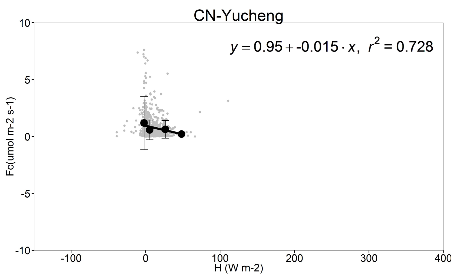 CN-Yucheng
y = 0.95+-0.015·x, r² = 0.728
Fc(umol m-2 s-1)
10
5
0
-5
-10
-100
0
100
200
300
400
H (W m-2)